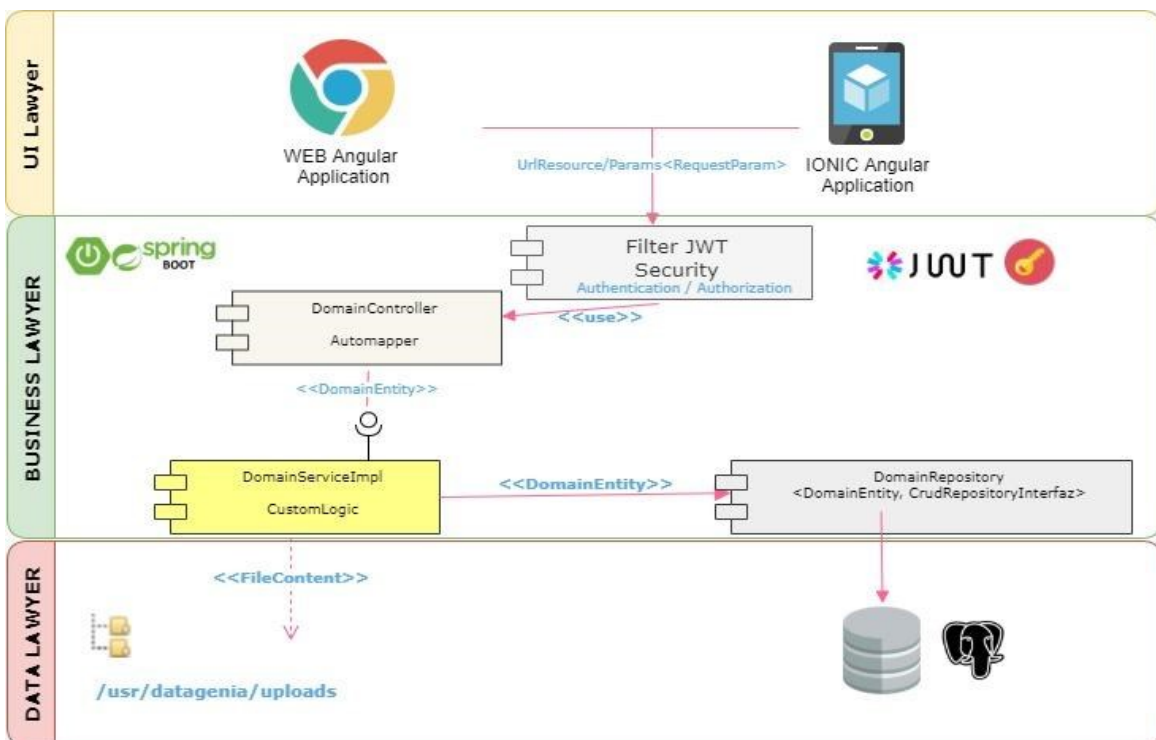 UI Lawyer
WEB Angular
Application
UrlResource/Params<RequestParam>
IONIC Angular
Application
BUSINESS LAWYER
spring
BOOT
Filter JWT
Security
Authentication / Authorization
JWT
<<use>>
DomainController
Automapper
<<DomainEntity>>
DomainServiceImpl
CustomLogic
<<DomainEntity>>
DomainRepository
<DomainEntity, CrudRepositoryInterfaz>
DATA LAWYER
<<FileContent>>
/usr/datagenia/uploads